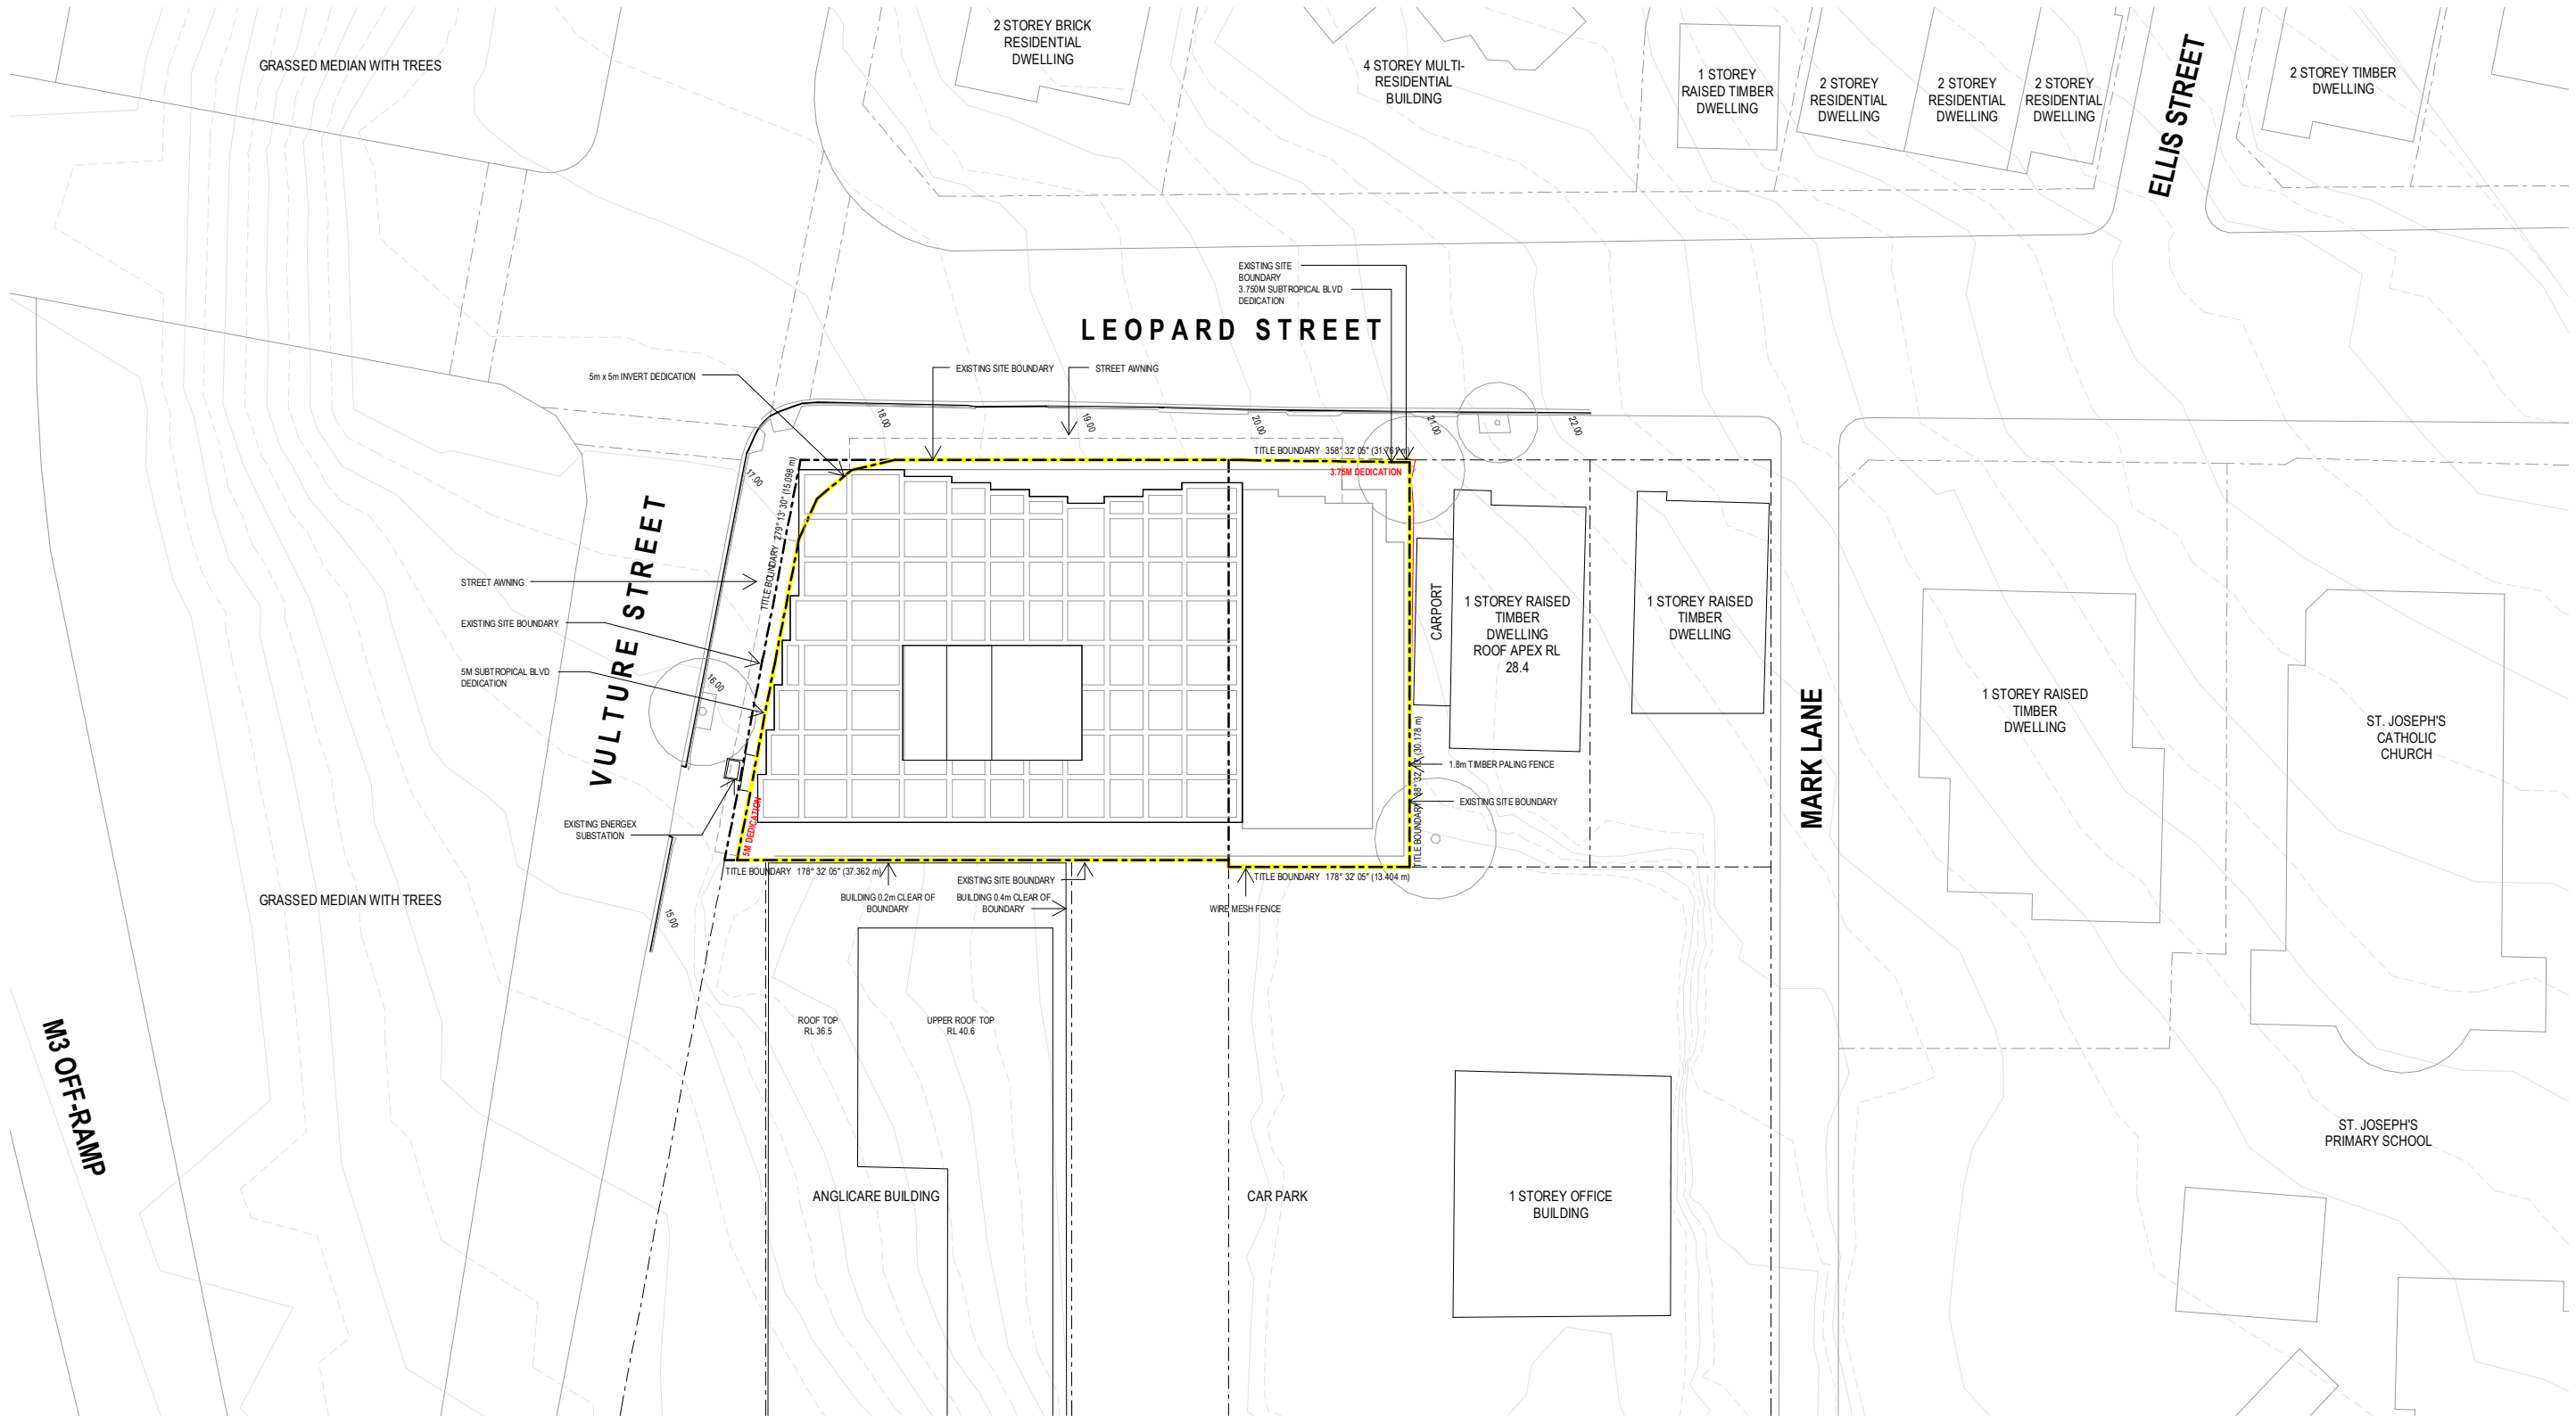 GRASSED MEDIAN WITH TREES
2 STOREY BRICK
RESIDENTIAL
DWELLING
4 STOREY MULTI-
RESIDENTIAL
BUILDING
1 STOREY
RAISED TIMBER
DWELLING
2 STOREY
RESIDENTIAL
DWELLING
2 STOREY
RESIDENTIAL
DWELLING
2 STOREY
RESIDENTIAL
DWELLING
ELLIS STREET
2 STOREY TIMBER
DWELLING
EXISTING SITE
BOUNDARY
3.750M SUBTROPICAL BLVD
DEDICATION
LEOPARD STREET
5m x 5m INVERT DEDICATION
EXISTING SITE BOUNDARY
STREET AWNING
18.00
19.00
20.00
21.00
22.00
TITLE BOUNDARY 358° 32' 05" (31.761 m)
3.75M DEDICATION
17.00
TITLE BOUNDARY 279° 13' 30" (15.098 m)
VULTURE STREET
STREET AWNING
EXISTING SITE BOUNDARY
5M SUBTROPICAL BLVD
DEDICATION
16.00
EXISTING ENERGEX
SUBSTATION
5M DEDICATION
15.00
CARPORT
1 STOREY RAISED
TIMBER
DWELLING
ROOF APEX RL
28.4
1 STOREY RAISED
TIMBER
DWELLING
MARK LANE
1 STOREY RAISED
TIMBER
DWELLING
ST. JOSEPH'S
CATHOLIC
CHURCH
1.8m TIMBER PALING FENCE
EXISTING SITE BOUNDARY
TITLE BOUNDARY 88° 32' (30.178 m)
TITLE BOUNDARY 178° 32' 05" (37.362 m)
EXISTING SITE BOUNDARY
TITLE BOUNDARY 178° 32' 05" (13.404 m)
BUILDING 0.2m CLEAR OF
BOUNDARY
BUILDING 0.4m CLEAR OF
BOUNDARY
WIRE MESH FENCE
GRASSED MEDIAN WITH TREES
ROOF TOP
RL 36.5
UPPER ROOF TOP
RL 40.6
M3 OFF-RAMP
ANGLICARE BUILDING
CAR PARK
1 STOREY OFFICE
BUILDING
ST. JOSEPH'S
PRIMARY SCHOOL